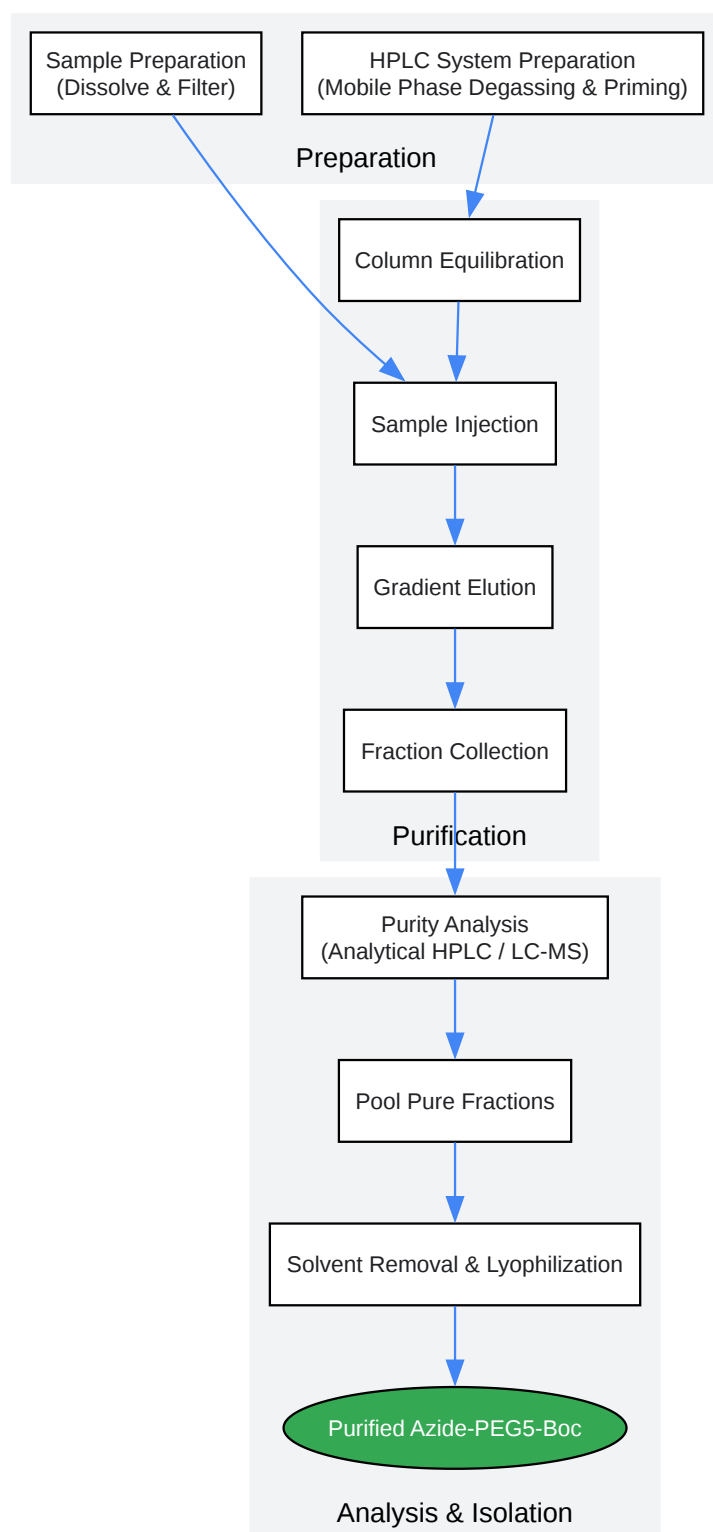 Sample Preparation
(Dissolve & Filter)
HPLC System Preparation
(Mobile Phase Degassing & Priming)
Preparation
Column Equilibration
Sample Injection
Gradient Elution
Fraction Collection
Purification
Purity Analysis
(Analytical HPLC / LC-MS)
Pool Pure Fractions
Solvent Removal & Lyophilization
Purified Azide-PEG5-Boc
Analysis & Isolation